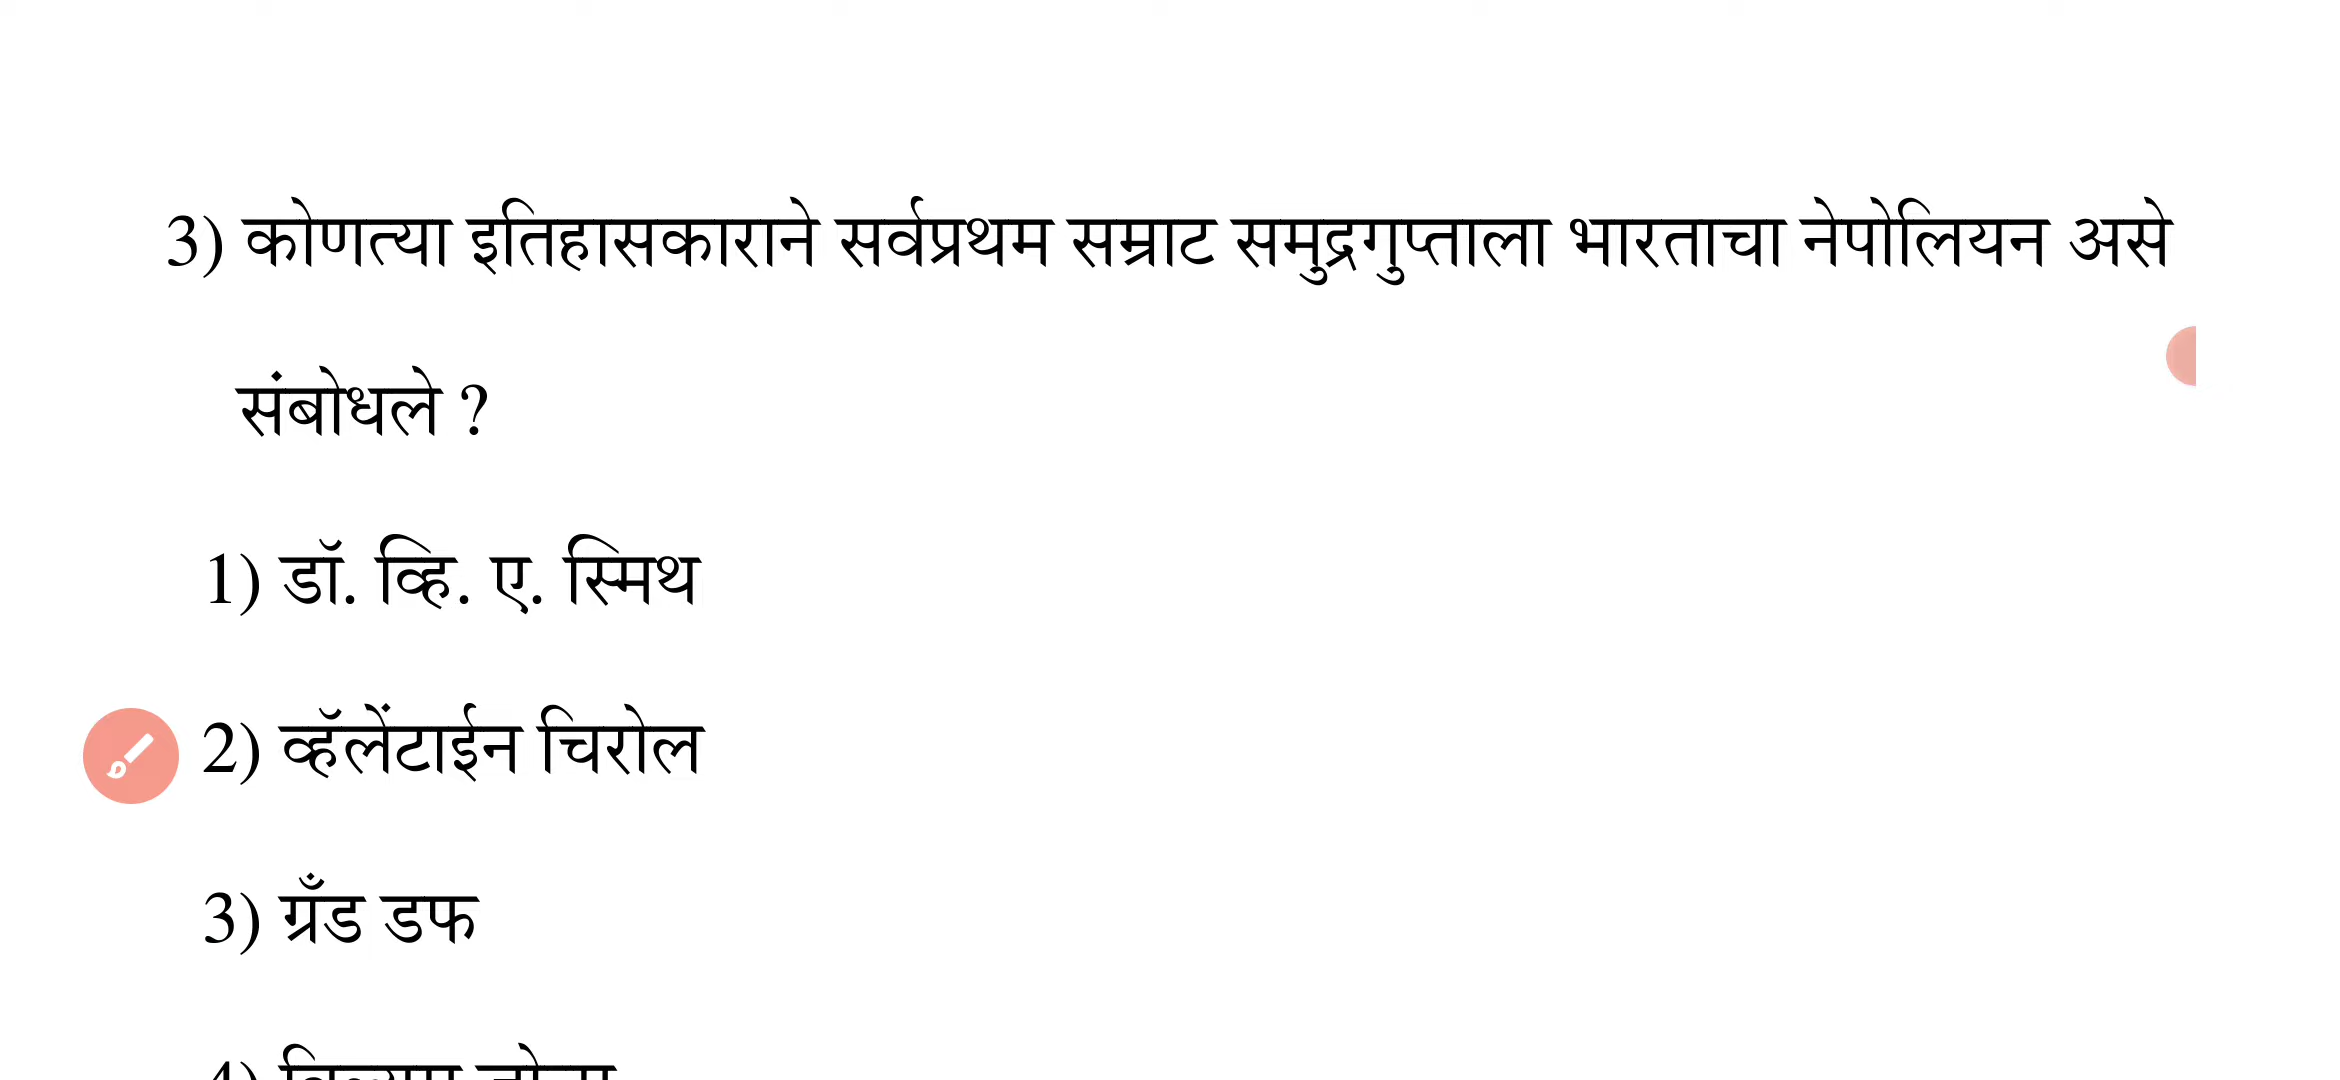 3) कोणत्या इतिहासकाराने सर्वप्रथम सम्राट समुद्रगुप्ताला भारताचा नेपोलियन असे
संबोधले ?
1) डॉ. व्हि. ए. स्मिथ
2) व्हॅलेंटाईन चिरोल
3) ग्रँड डफ
4)